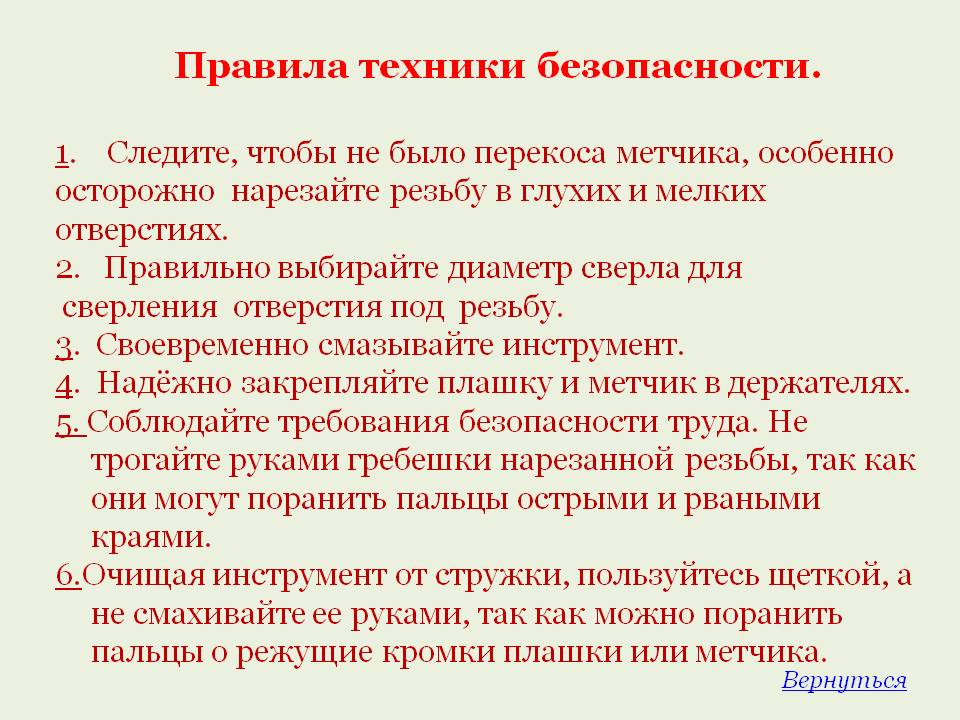 Правила техники безопасности.
1. Следите, чтобы не было перекоса метчика, особенно
осторожно нарезайте резьбу в глухих и мелких
отверстиях.
2. Правильно выбирайте диаметр сверла для
сверления отверстия под резьбу.
3. Своевременно смазывайте инструмент.
4. Надёжно закрепляйте плашку и метчик в держателях.
5. Соблюдайте требования безопасности труда. Не
трогайте руками гребешки нарезанной резьбы, так как
они могут поранить пальцы острыми и рваными
краями.
6.Очищая инструмент от стружки, пользуйтесь щеткой, а
не смахивайте ее руками, так как можно поранить
пальцы о режущие кромки плашки или метчика.
Вернуться